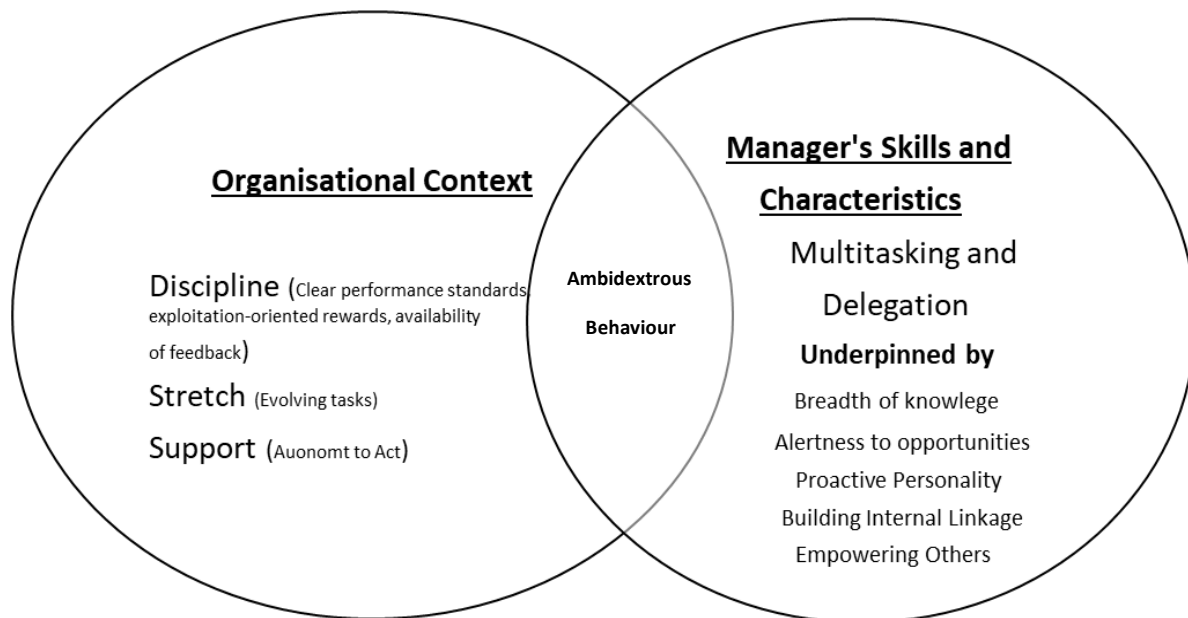 Organisational Context
Discipline (Clear performance standards,
exploitation-oriented rewards, availability
of feedback)
Stretch (Evolving tasks)
Support (Auonomt to Act)
Ambidextrous
Behaviour
Manager's Skills and
Characteristics
Multitasking and
Delegation
Underpinned by
Breadth of knowlege
Alertness to opportunities
Proactive Personality
Building Internal Linkage
Empowering Others